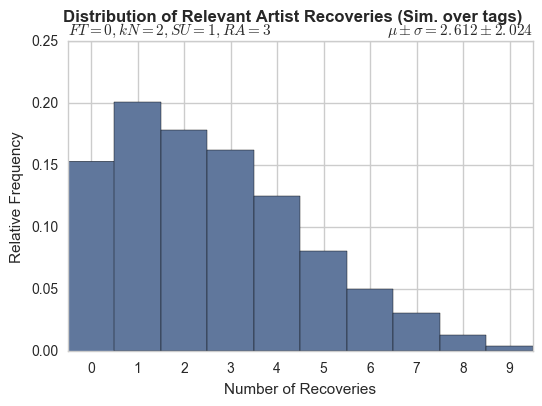 Distribution of Relevant Artist Recoveries (Sim. over tags)
FT = 0, kN = 2, SU = 1, RA = 3
μ ± σ = 2.612 ± 2.024
0.25
0.20
0.15
0.10
0.05
0.00
Relative Frequency
0 1 2 3 4 5 6 7 8 9
Number of Recoveries